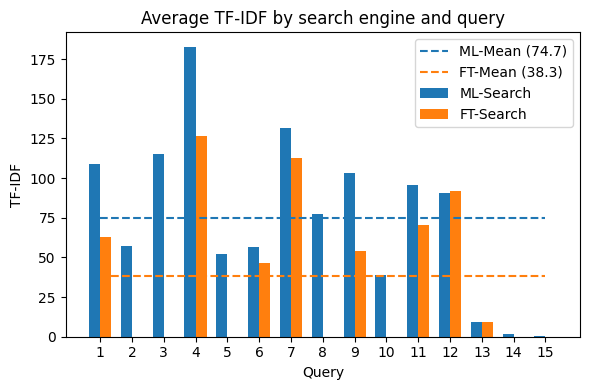 Average TF-IDF by search engine and query
TF-IDF
175
150
125
100
75
50
25
0
ML-Mean (74.7)
FT-Mean (38.3)
ML-Search
FT-Search
1 2 3 4 5 6 7 8 9 10 11 12 13 14 15
Query